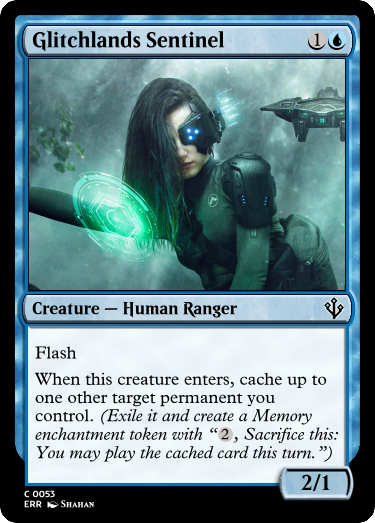 Glitchlands Sentinel 1
Creature — Human Ranger
Flash
When this creature enters, cache up to
one other target permanent you
control. (Exile it and create a Memory
enchantment token with “2, Sacrifice this:
You may play the cached card this turn.”)
2/1
C 0053
ERR Shahan